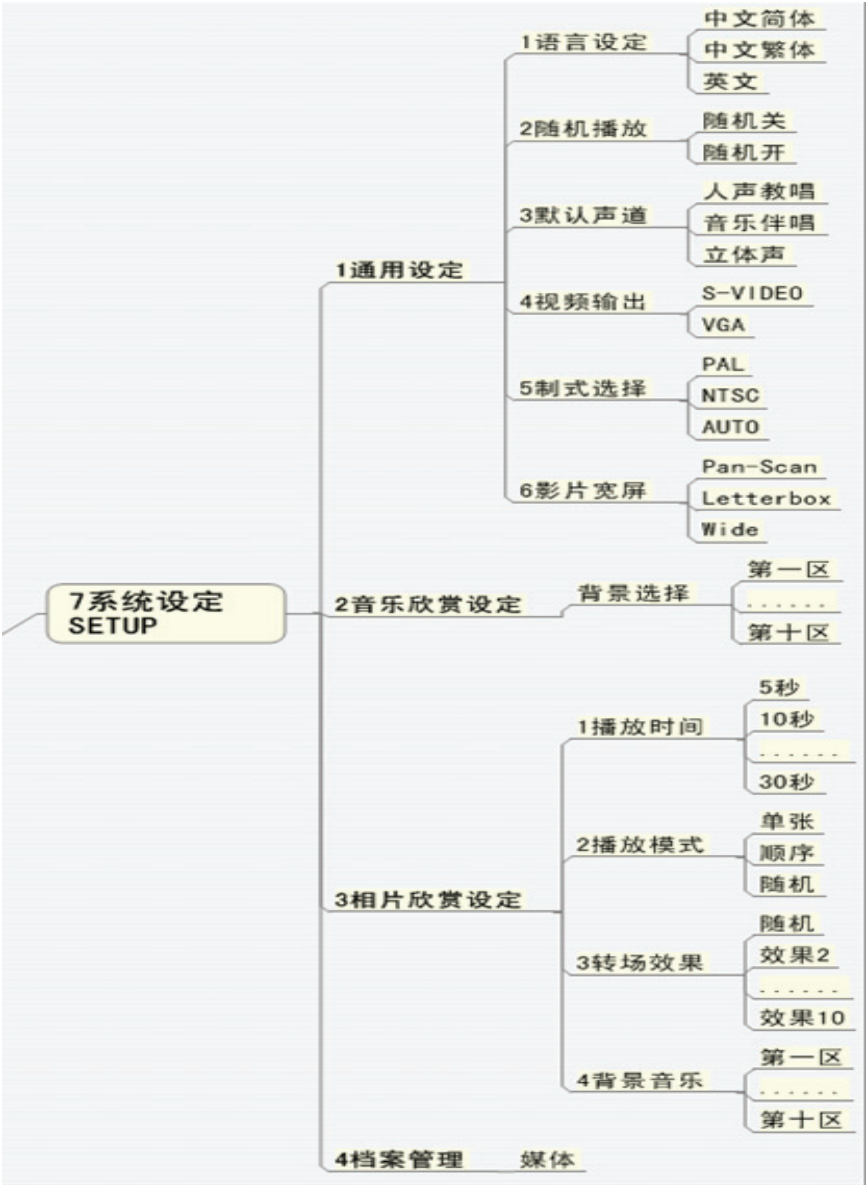 7系统设定
SETUP
1通用设定
1语言设定
中文简体
中文繁体
英文
2随机播放
随机关
随机开
3默认声道
人声教唱
音乐伴唱
立体声
4视频输出
S-VIDEO
VGA
5制式选择
PAL
NTSC
AUTO
6影片宽屏
Pan-Scan
Letterbox
Wide
2音乐欣赏设定
背景选择
第一区
......
第十区
3相片欣赏设定
1播放时间
5秒
10秒
......
30秒
2播放模式
单张
顺序
随机
3转场效果
随机
效果2
......
效果10
4背景音乐
第一区
......
第十区
4档案管理
媒体